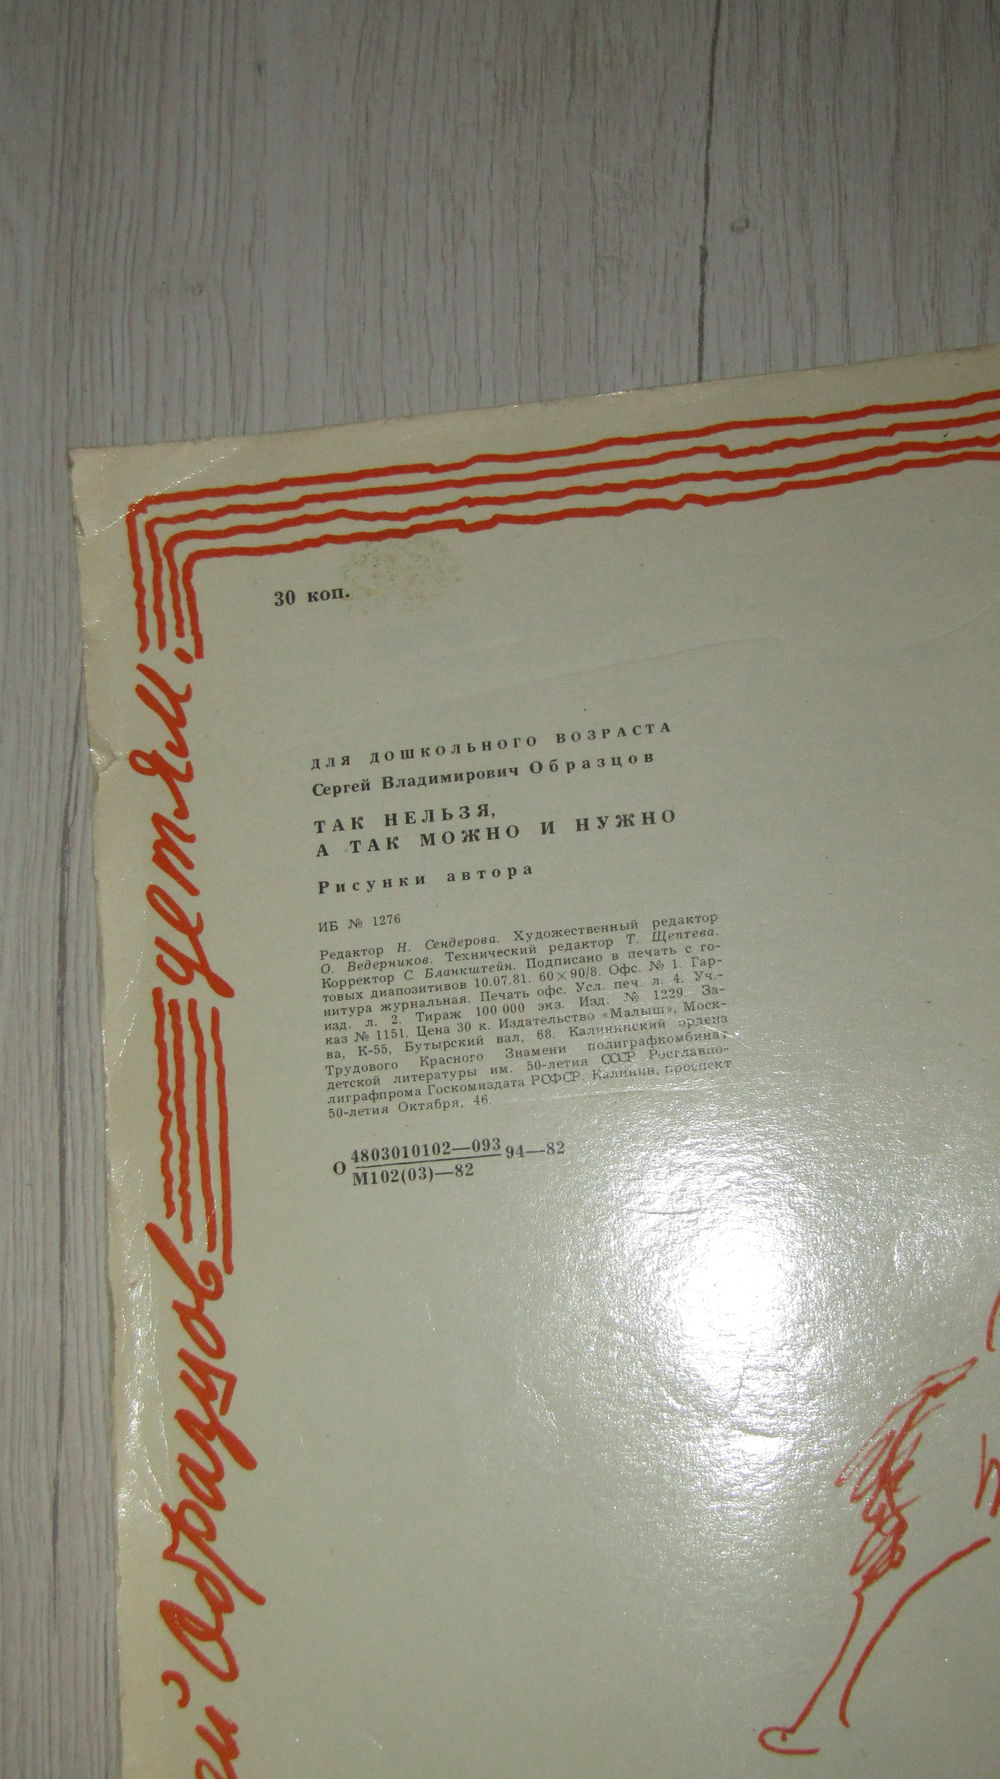 30 коп.
ДЛЯ ДОШКОЛЬНОГО ВОЗРАСТА
Сергей Владимирович Образцов
ТАК НЕЛЬЗЯ,
А ТАК МОЖНО И НУЖНО
Рисунки автора
ИБ № 1276
Редактор Н. Сендерова. Художественный редактор
О. Ведерников. Технический редактор Т. Щептева.
Корректор С. Бланкштейн. Подписано в печать с го-
товых диапозитивов 10.07.81. 60×90/8. Офс. № 1. Гар-
нитура журнальная. Печать офс. Усл. печ. л. 4. Уч.-
изд. л. 2. Тираж 100 000 экз. Изд. № 1229. За-
каз № 1151. Цена 30 к. Издательство «Малыш», Моск-
ва, К-55, Бутырский вал, 68. Калининский ордена
Трудового Красного Знамени полиграфкомбинат
детской литературы им. 50-летия СССР Росглавпо-
лиграфпрома Госкомиздата РСФСР. Калинин, проспект
50-летия Октября, 46.
О 4803010102—093 94—82
М102(03)—82
ей Образцов
детям.